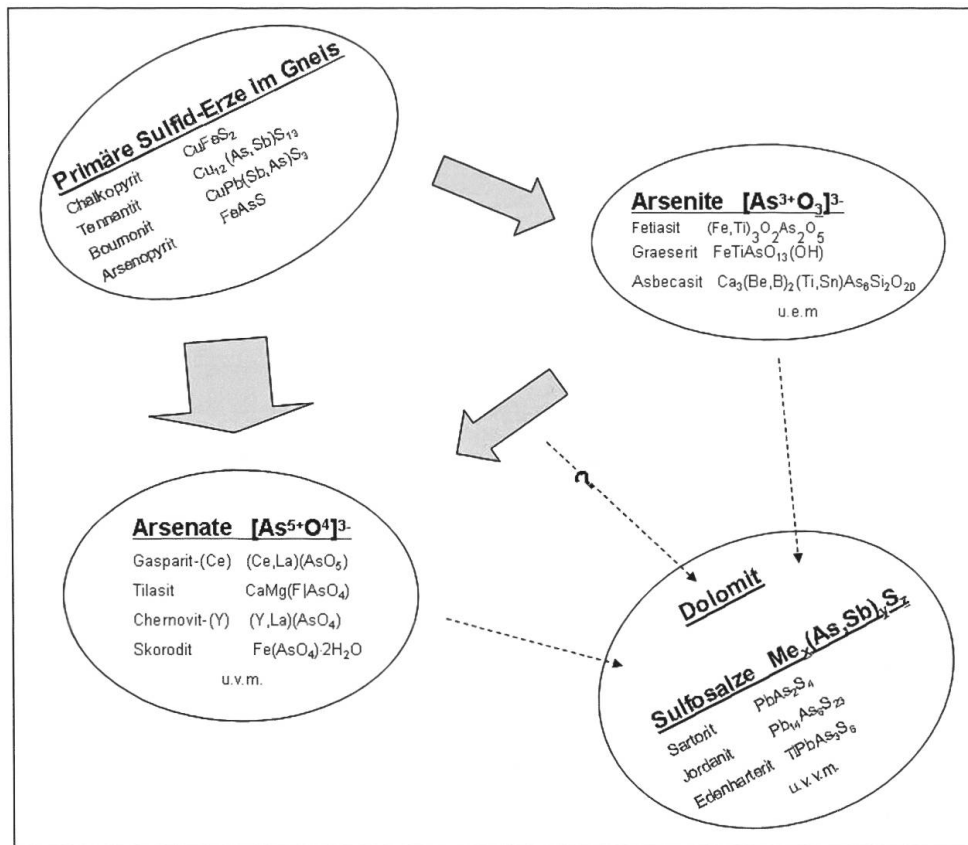 Primäre Sulfid-Erze im Gneis
Chalkopyrit CuFeS₂
Tennantit Cu₁₂(As,Sb)S₁₃
Boumonit CuPb(Sb,As)S₃
Arsenopyrit FeAsS
Arsenite [As³⁺O₃]³⁻
Fetiasit (Fe,Ti)₃O₂As₂O₅
Graeserit FeTiAsO₁₃(OH)
Asbecasit Ca₃(Be,B)₂(Ti,Sn)As₆Si₂O₂₀
u.e.m
Arsenate [As⁵⁺O⁴]³⁻
Gasparit-(Ce) (Ce,La)(AsO₅)
Tilasit CaMg(F|AsO₄)
Chernovit-(Y) (Y,La)(AsO₄)
Skorodit Fe(AsO₄)·2H₂O
u.v.m.
?
Dolomit
Sulfosalze Meₓ(As,Sb)ᵧS_z
Sartorit PbAs₂S₄
Jordanit Pb₁₄As₆S₂₃
Edenharterit TlPbAs₃S₆
u.v.v.m.